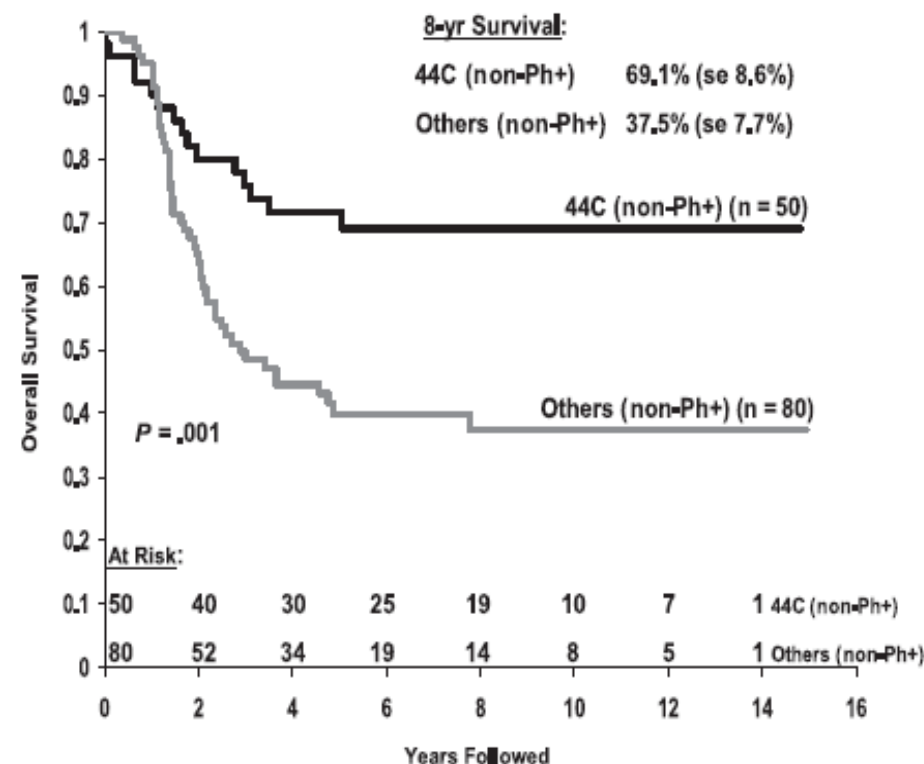 8-yr Survival:
44C (non-Ph+) 69.1% (se 8.6%)
Others (non-Ph+) 37.5% (se 7.7%)
1
0.9
0.8
0.7
0.6
0.5
0.4
0.3
0.2
0.1
0
Overall Survival
44C (non-Ph+) (n = 50)
Others (non-Ph+) (n = 80)
P = .001
At Risk:
50 40 30 25 19 10 7 1 44C (non-Ph+)
80 52 34 19 14 8 5 1 Others (non-Ph+)
0 2 4 6 8 10 12 14 16
Years Followed